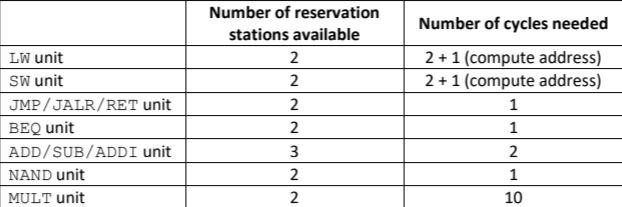 Number of reservation stations available Number of cycles needed
LW unit 2 2 + 1 (compute address)
SW unit 2 2 + 1 (compute address)
JMP/JALR/RET unit 2 1
BEQ unit 2 1
ADD/SUB/ADDI unit 3 2
NAND unit 2 1
MULT unit 2 10